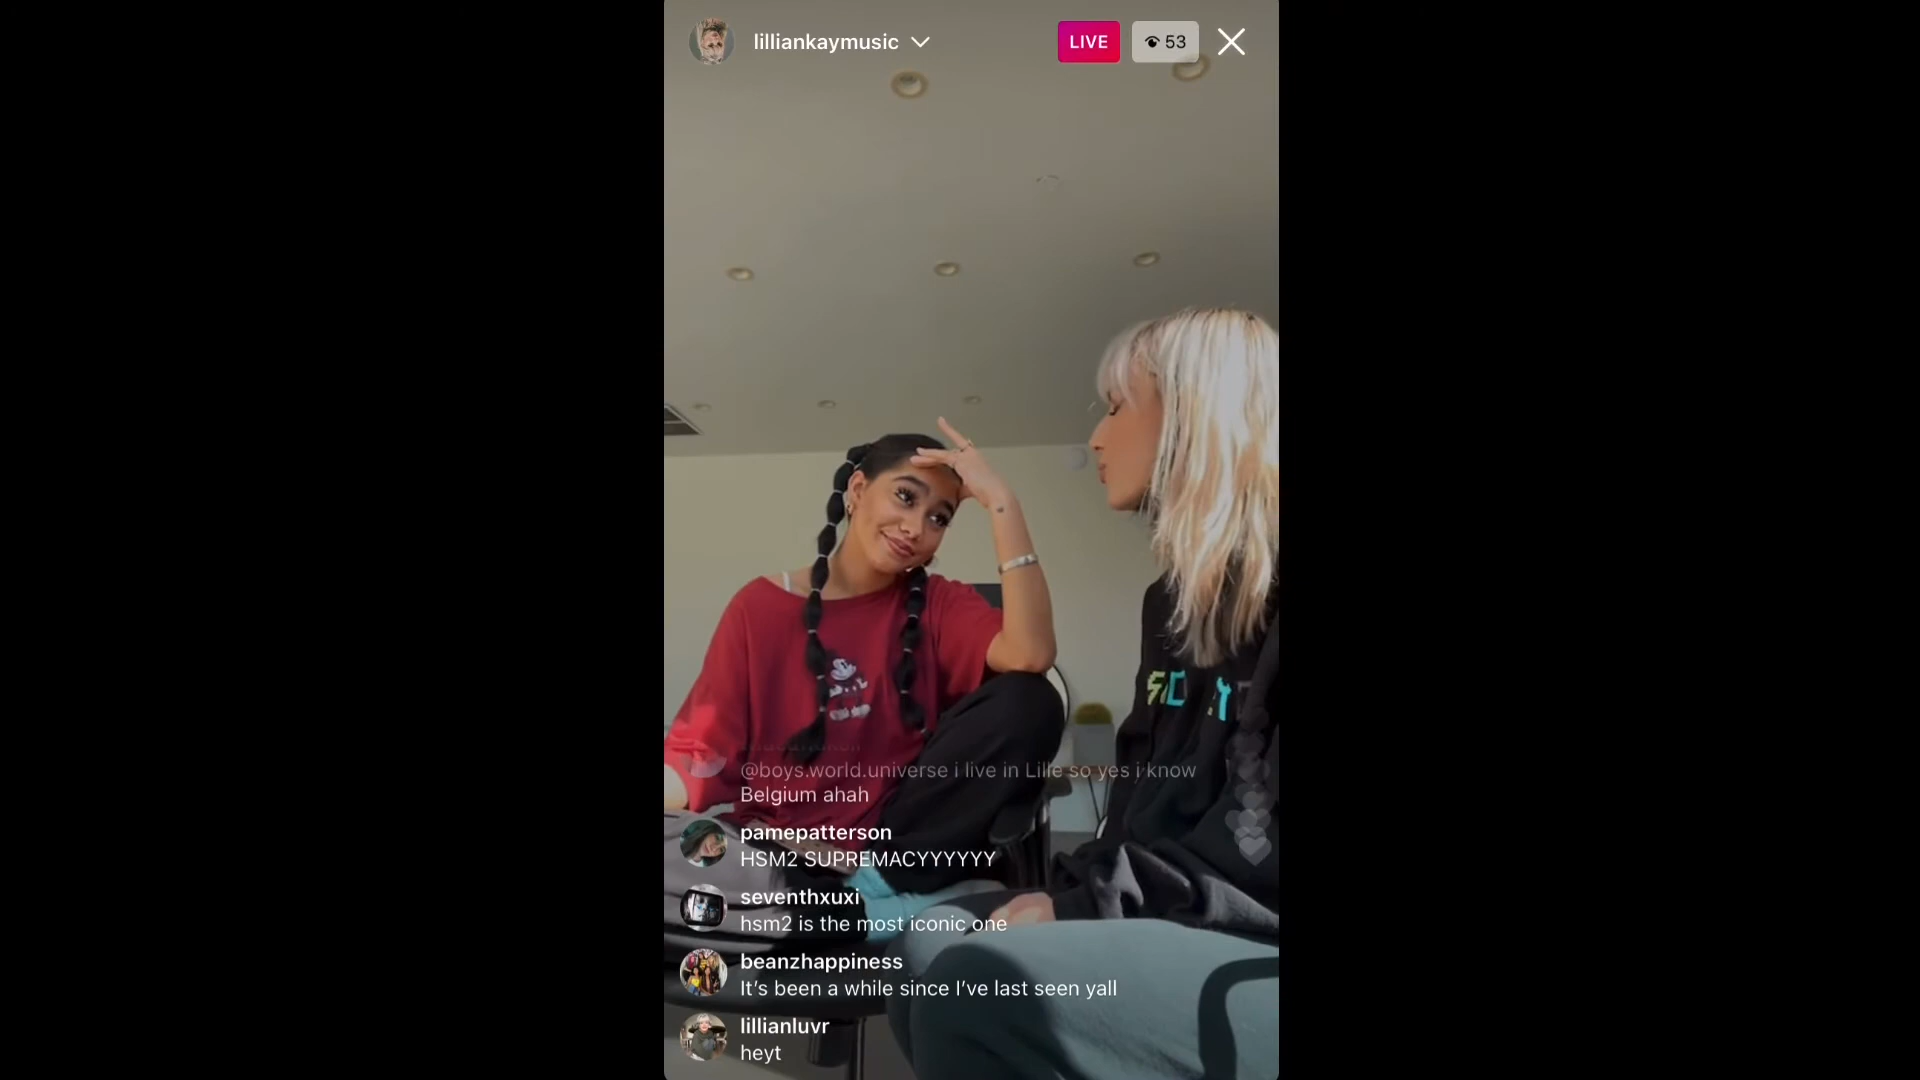 lilliankaymusic
LIVE
53
@boys.world.universe i live in Lille so yes i know
Belgium ahah
pamepatterson
HSM2 SUPREMACYYYYYY
seventhxuxi
hsm2 is the most iconic one
beanzhappiness
It's been a while since I've last seen yall
lillianluvr
heyt